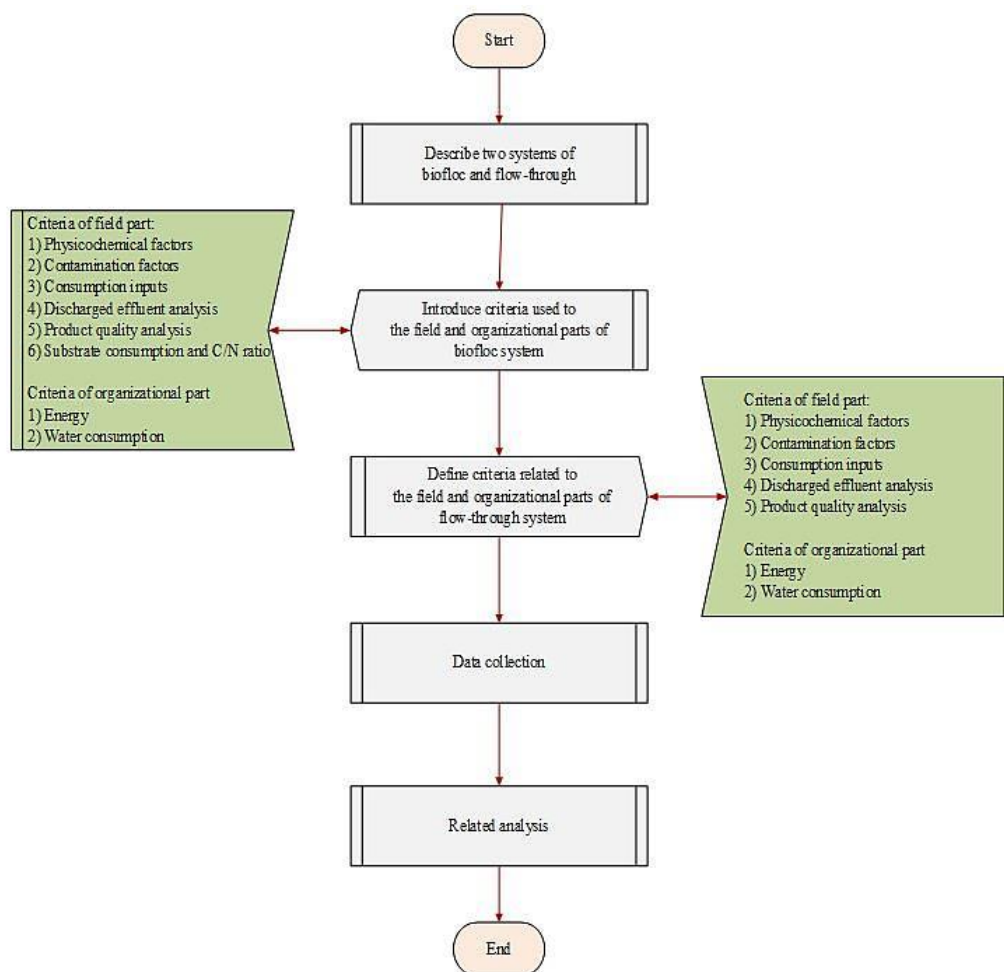 Start
Describe two systems of
biofloc and flow-through
Criteria of field part:
1) Physicochemical factors
2) Contamination factors
3) Consumption inputs
4) Discharged effluent analysis
5) Product quality analysis
6) Substrate consumption and C/N ratio
Criteria of organizational part
1) Energy
2) Water consumption
Introduce criteria used to
the field and organizational parts of
biofloc system
Define criteria related to
the field and organizational parts of
flow-through system
Criteria of field part:
1) Physicochemical factors
2) Contamination factors
3) Consumption inputs
4) Discharged effluent analysis
5) Product quality analysis
Criteria of organizational part
1) Energy
2) Water consumption
Data collection
Related analysis
End